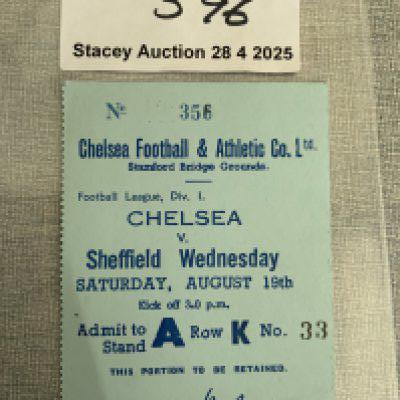 396
Stacey Auction 28 4 2025
Nº 356
Chelsea Football & Athletic Co. Ltd.
Stamford Bridge Grounds.
Football League, Div. 1.
CHELSEA
V.
Sheffield Wednesday
SATURDAY, AUGUST 19th
Kick off 3.0 p.m.
Admit to Stand A Row K No. 33
THIS PORTION TO BE RETAINED.